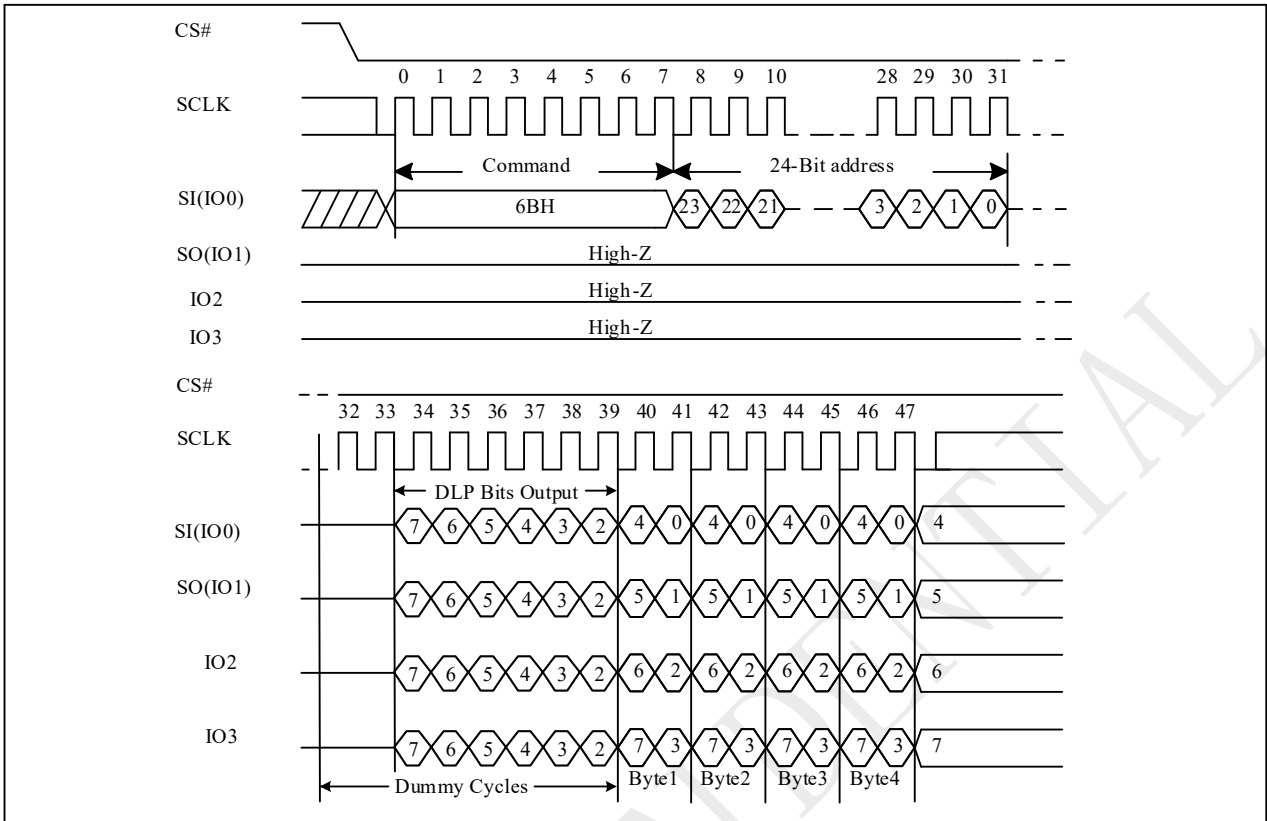 CS#
0 1 2 3 4 5 6 7 8 9 10 28 29 30 31
SCLK
Command 24-Bit address
SI(IO0) 6BH 23 22 21 3 2 1 0
SO(IO1) High-Z
IO2 High-Z
IO3 High-Z
CS#
32 33 34 35 36 37 38 39 40 41 42 43 44 45 46 47
SCLK
DLP Bits Output
SI(IO0) 7 6 5 4 3 2 4 0 4 0 4 0 4 0 4
SO(IO1) 7 6 5 4 3 2 5 1 5 1 5 1 5 1 5
IO2 7 6 5 4 3 2 6 2 6 2 6 2 6 2 6
IO3 7 6 5 4 3 2 7 3 7 3 7 3 7 3 7
Dummy Cycles Byte1 Byte2 Byte3 Byte4
DENTIAL